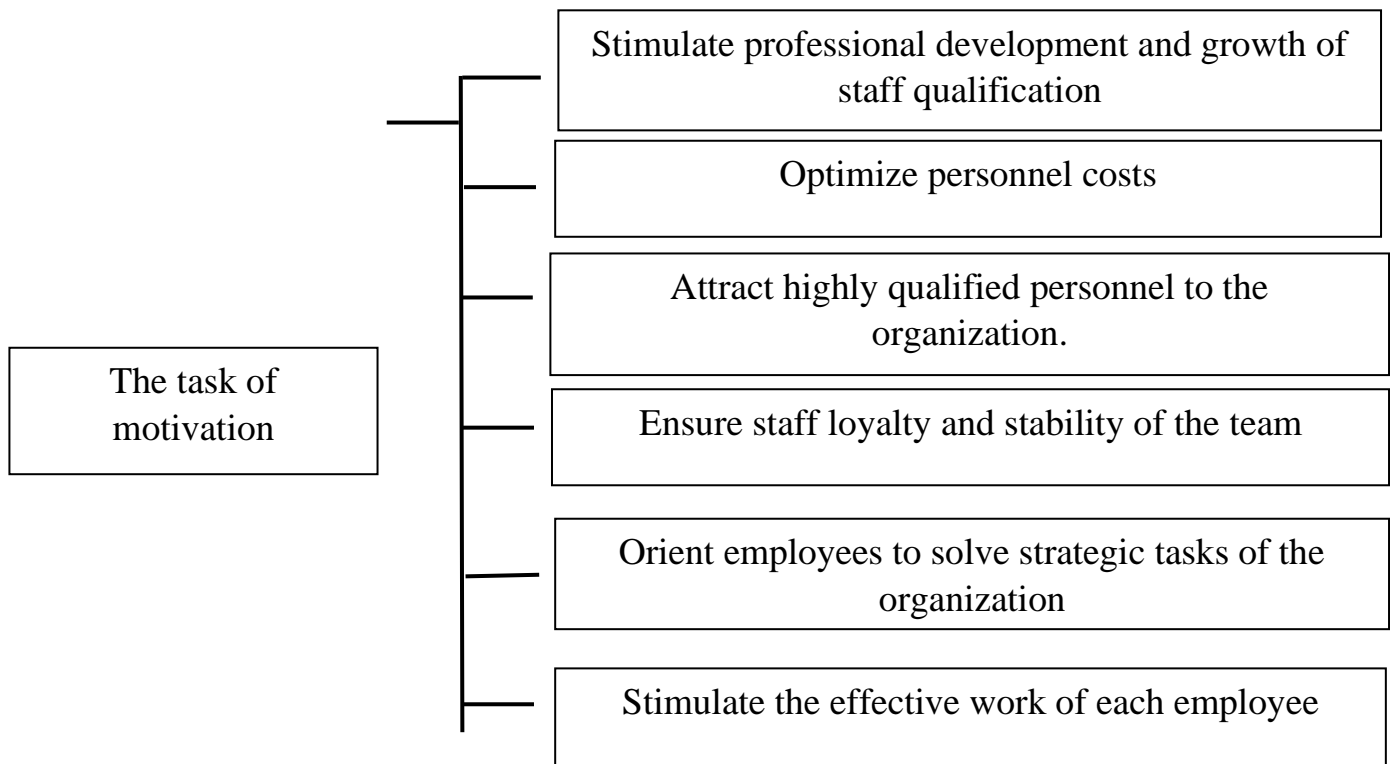 Stimulate professional development and growth of
staff qualification
Optimize personnel costs
Attract highly qualified personnel to the
organization.
The task of
motivation
Ensure staff loyalty and stability of the team
Orient employees to solve strategic tasks of the
organization
Stimulate the effective work of each employee